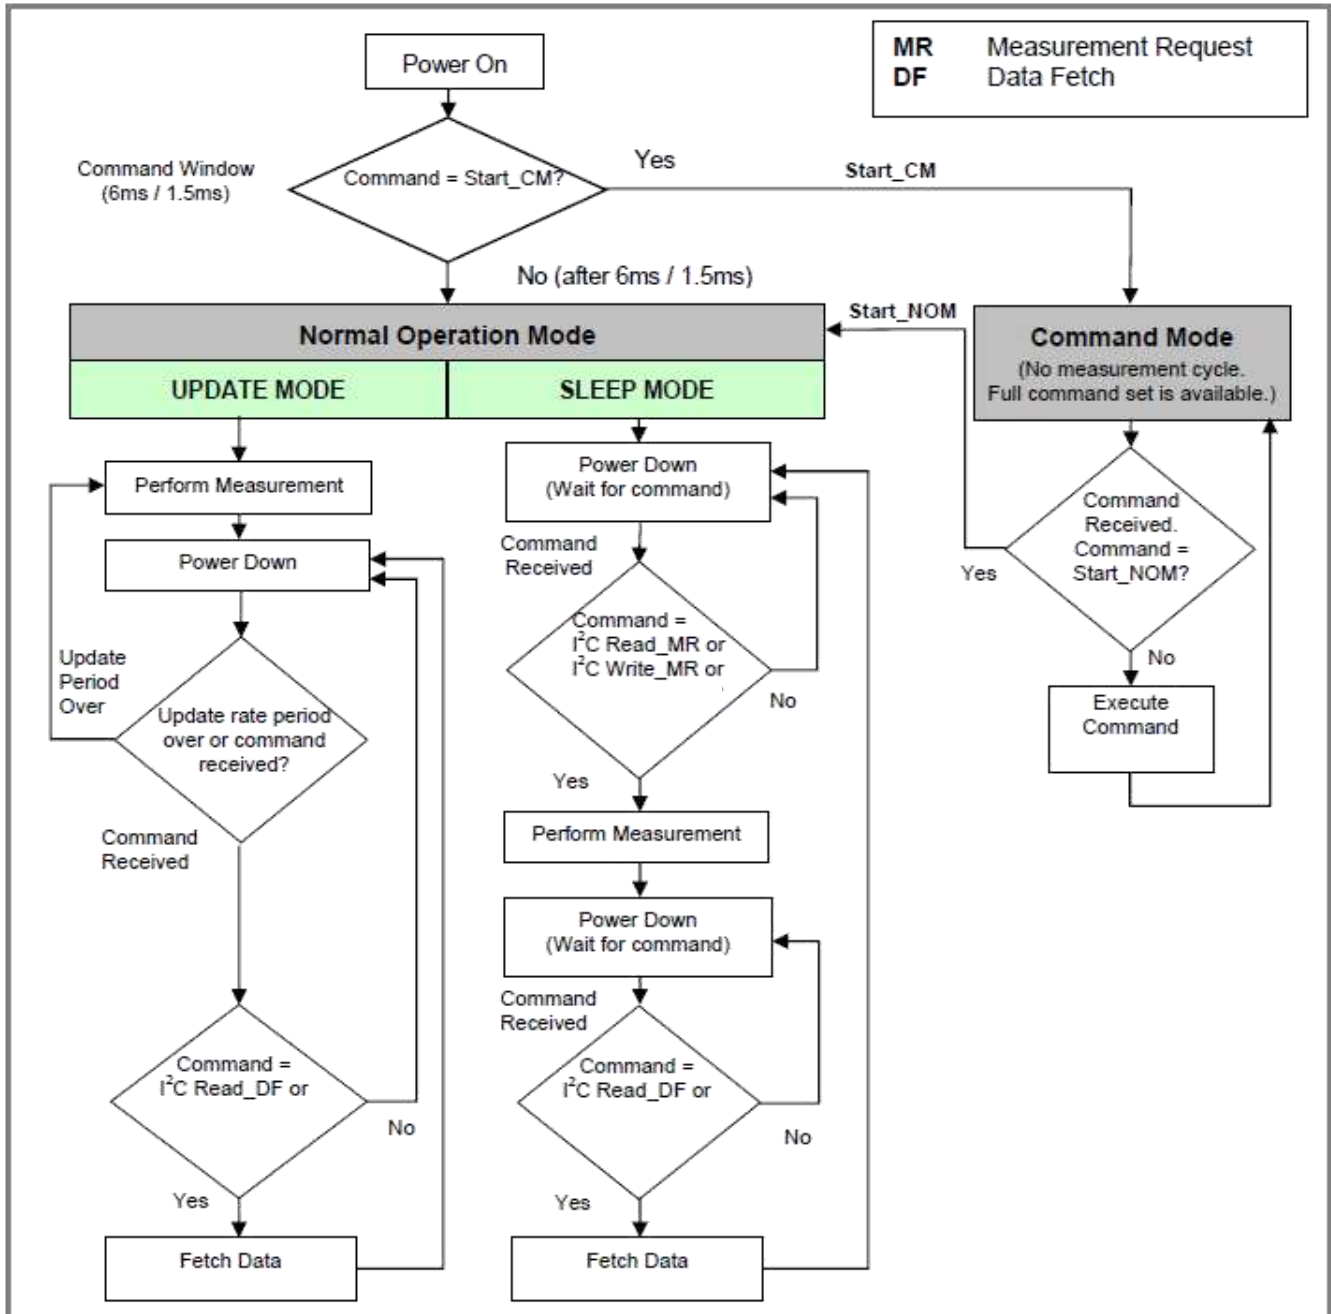 Power On
MR Measurement Request
DF Data Fetch
Command Window
(6ms / 1.5ms)
Command = Start_CM?
Yes
Start_CM
No (after 6ms / 1.5ms)
Normal Operation Mode
UPDATE MODE
SLEEP MODE
Start_NOM
Command Mode
(No measurement cycle.
Full command set is available.)
Perform Measurement
Power Down
Update
Period
Over
Update rate period
over or command
received?
Command
Received
Command =
I²C Read_DF or
No
Yes
Fetch Data
Power Down
(Wait for command)
Command
Received
Command =
I²C Read_MR or
I²C Write_MR or
No
Yes
Perform Measurement
Power Down
(Wait for command)
Command
Received
Command =
I²C Read_DF or
No
Yes
Fetch Data
Command
Received.
Command =
Start_NOM?
Yes
No
Execute
Command